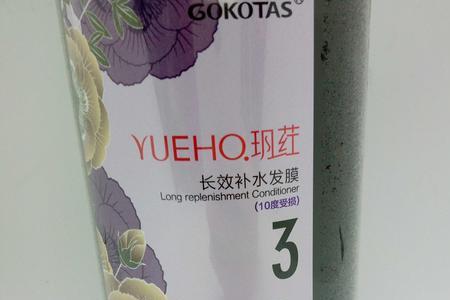 GOKOTAS®
YUEHO.玥荭
长效补水发膜
Long replenishment Conditioner
(10度受损)
3